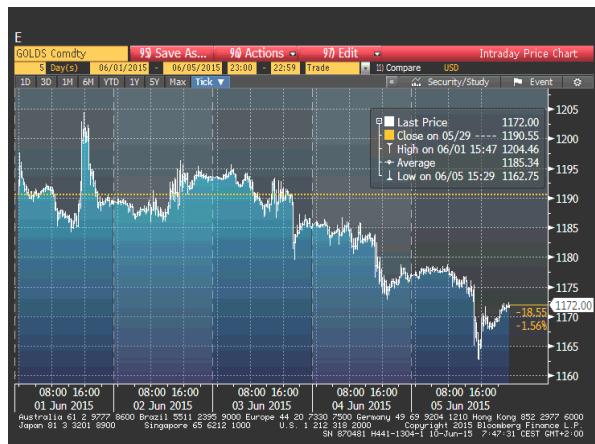 E
GOLDS Comdty 95) Save As... 96) Actions 97) Edit Intraday Price Chart
5 Day(s) 06/01/2015 - 06/05/2015 23:00 - 22:59 Trade 11) Compare USD
1D 3D 1M 6M YTD 1Y 5Y Max Tick ▼ « Security/Study Event
Last Price 1172.00
Close on 05/29 ---- 1190.55
High on 06/01 15:47 1204.46
Average 1185.34
Low on 06/05 15:29 1162.75
1205
1200
1195
1190
1185
1180
1175
1172.00
1170
1165
1160
-18.55
-1.56%
08:00 16:00 08:00 16:00 08:00 16:00 08:00 16:00 08:00 16:00
01 Jun 2015 02 Jun 2015 03 Jun 2015 04 Jun 2015 05 Jun 2015
Australia 61 2 9777 8600 Brazil 5511 2395 9000 Europe 44 20 7330 7500 Germany 49 69 9204 1210 Hong Kong 852 2977 6000
Japan 81 3 3201 8900 Singapore 65 6212 1000 U.S. 1 212 318 2000 Copyright 2015 Bloomberg Finance L.P.
SN 870481 H441-1304-1 10-Jun-15 7:47:31 CEST GMT+2:00